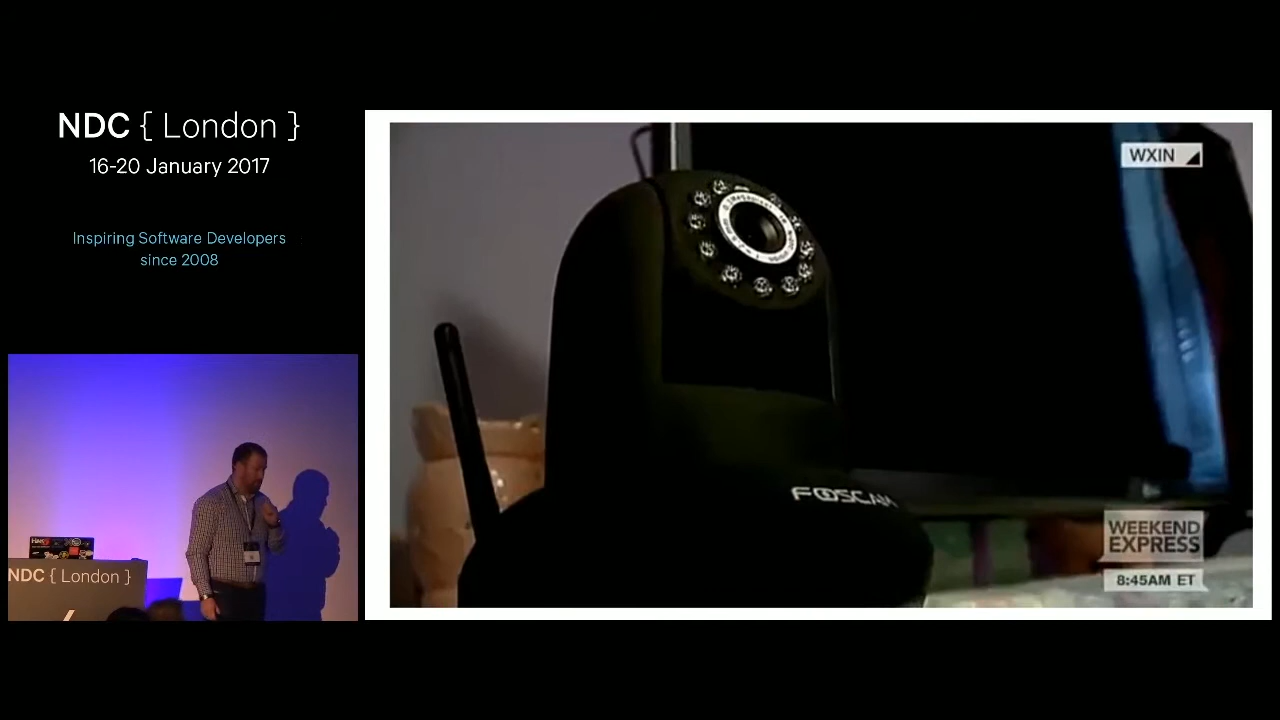 NDC { London }
16-20 January 2017
Inspiring Software Developers
since 2008
NDC { London }
WXIN
FOSCAM
WEEKEND
EXPRESS
8:45AM ET